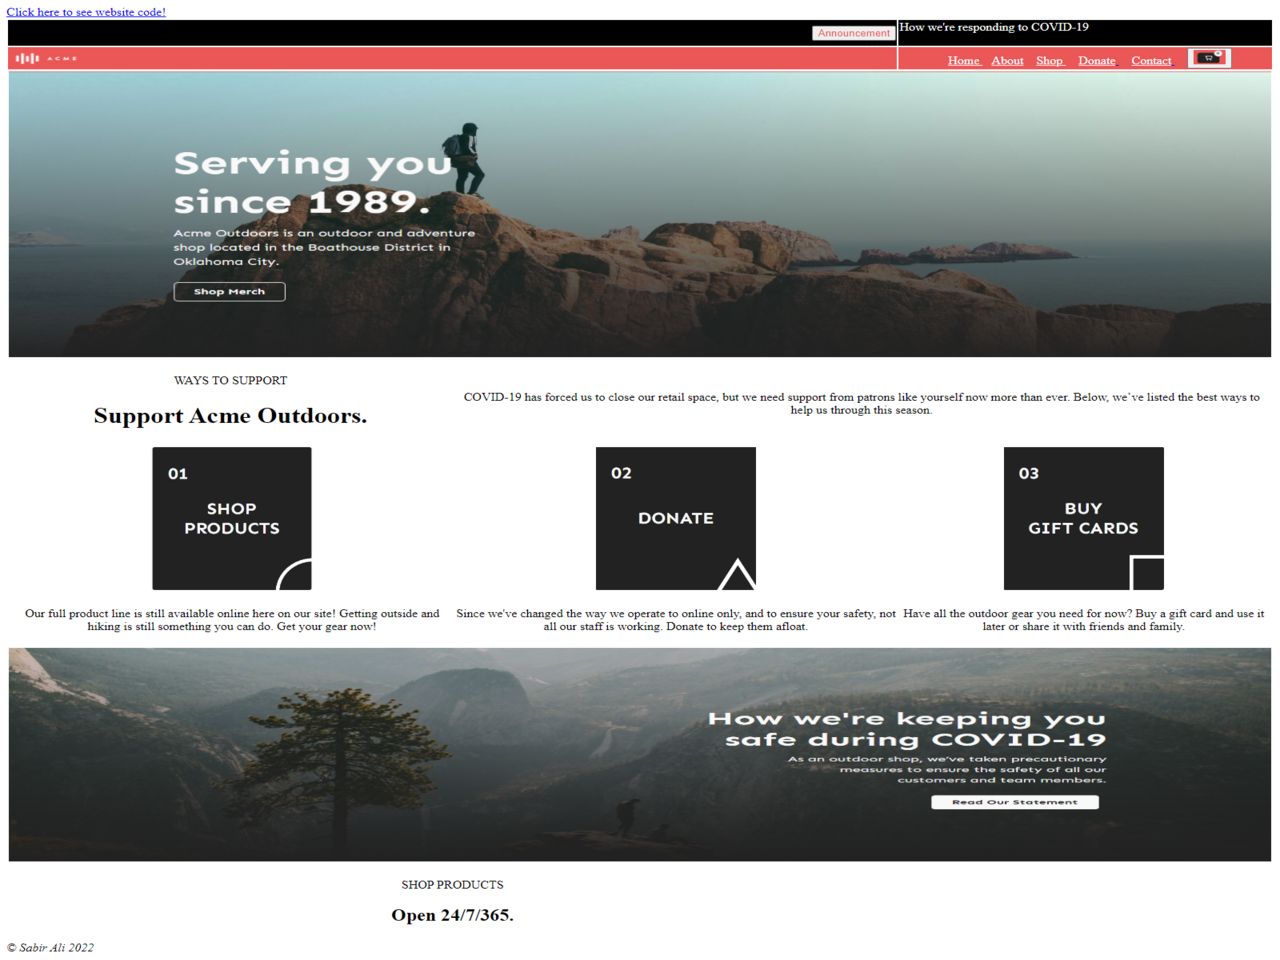 Click here to see website code!
Announcement How we're responding to COVID-19
ACME Home About Shop Donate Contact
Serving you
since 1989.
Acme Outdoors is an outdoor and adventure
shop located in the Boathouse District in
Oklahoma City.
Shop Merch
WAYS TO SUPPORT
Support Acme Outdoors.
COVID-19 has forced us to close our retail space, but we need support from patrons like yourself now more than ever. Below, we`ve listed the best ways to
help us through this season.
01
SHOP
PRODUCTS
02
DONATE
03
BUY
GIFT CARDS
Our full product line is still available online here on our site! Getting outside and
hiking is still something you can do. Get your gear now!
Since we've changed the way we operate to online only, and to ensure your safety, not
all our staff is working. Donate to keep them afloat.
Have all the outdoor gear you need for now? Buy a gift card and use it
later or share it with friends and family.
How we're keeping you
safe during COVID-19
As an outdoor shop, we've taken precautionary
measures to ensure the safety of all our
customers and team members.
Read Our Statement
SHOP PRODUCTS
Open 24/7/365.
© Sabir Ali 2022